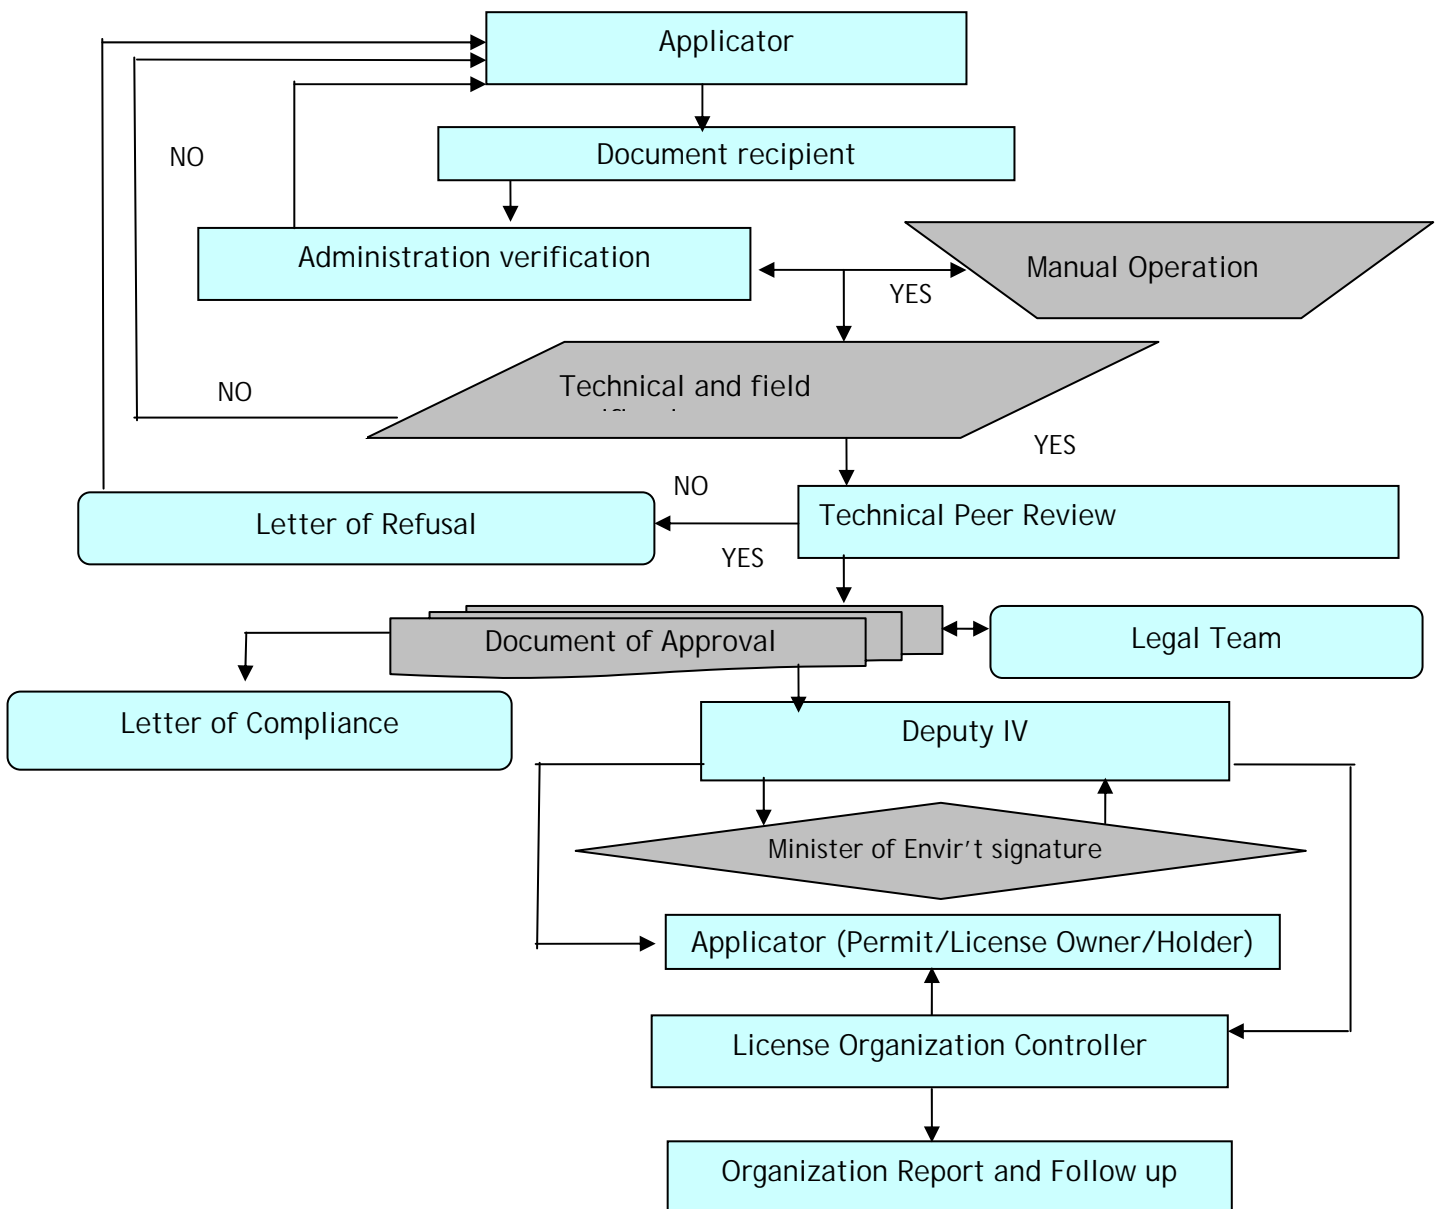 Applicator
Document recipient
NO
Administration verification
Manual Operation
YES
Technical and field
NO
YES
NO
Technical Peer Review
Letter of Refusal
YES
Document of Approval
Legal Team
Letter of Compliance
Deputy IV
Minister of Envir't signature
Applicator (Permit/License Owner/Holder)
License Organization Controller
Organization Report and Follow up